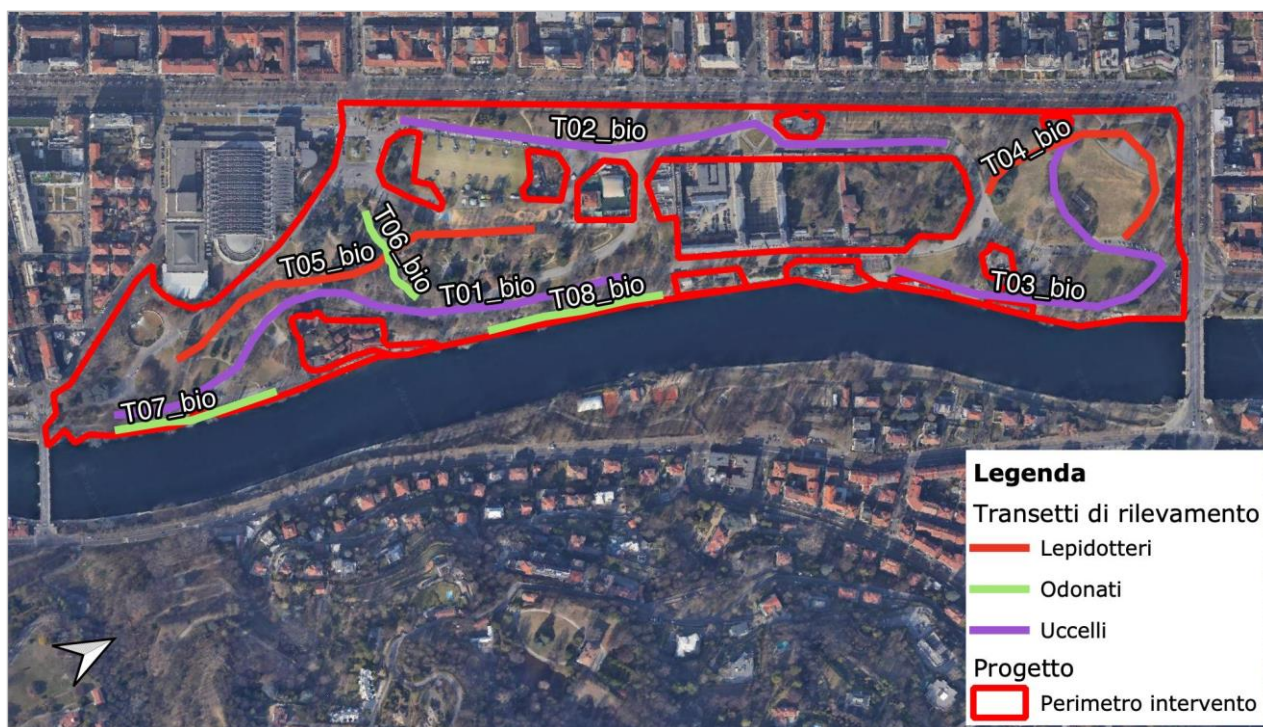 T02_bio
T04_bio
T06_bio
T05_bio
T01_bio
T08_bio
T03_bio
T07_bio
Legenda
Transetti di rilevamento
Lepidotteri
Odonati
Uccelli
Progetto
Perimetro intervento